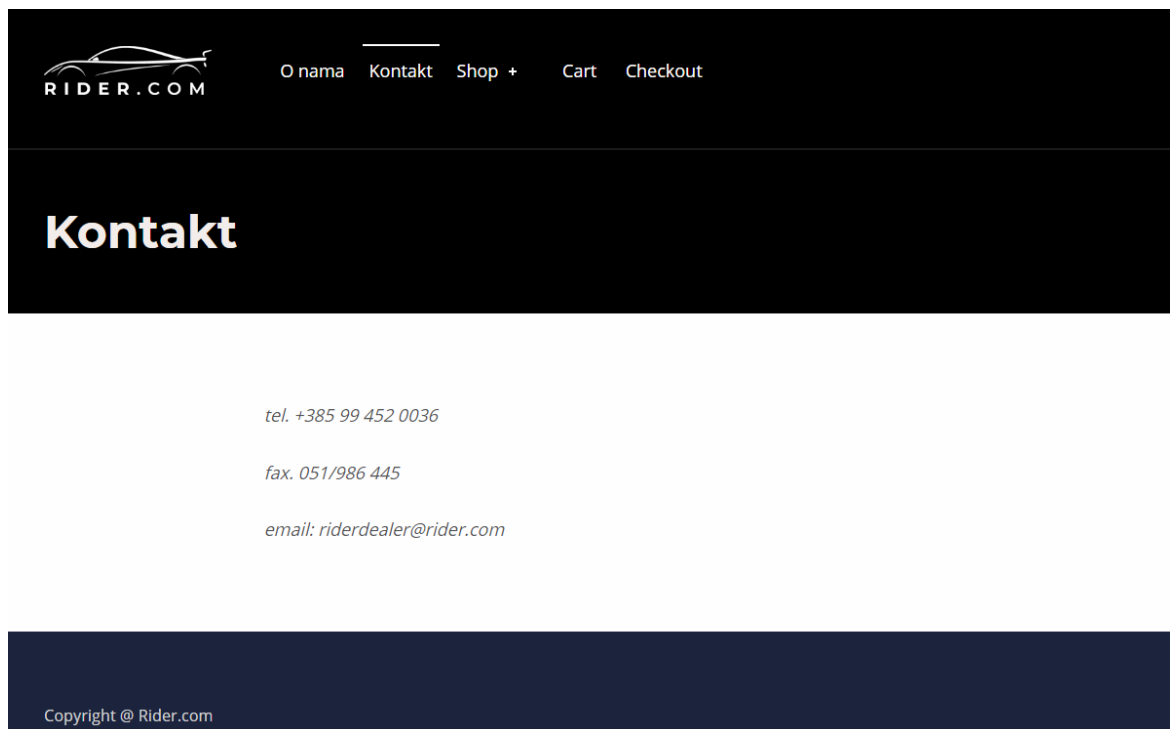 RIDER.COM
O nama Kontakt Shop + Cart Checkout
Kontakt
tel. +385 99 452 0036
fax. 051/986 445
email: riderdealer@rider.com
Copyright @ Rider.com